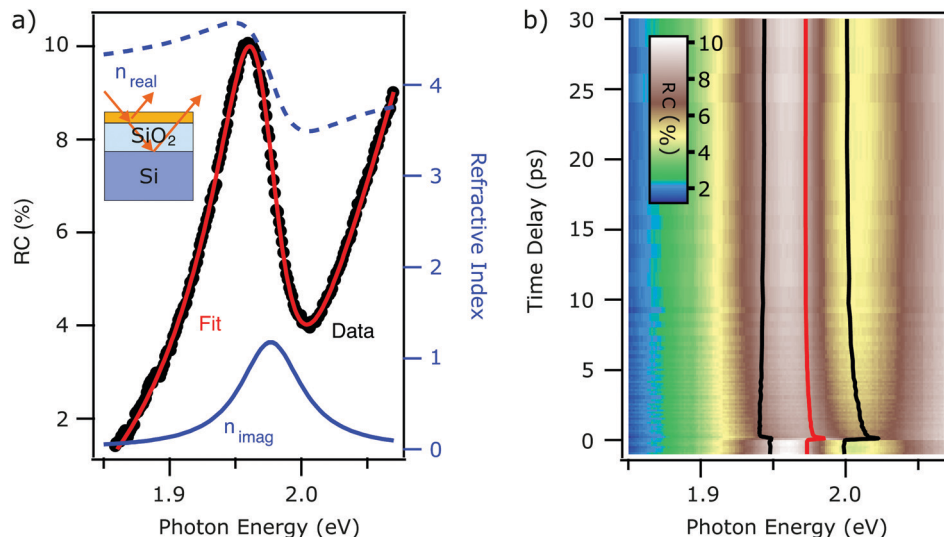 a)
10
8
6
4
2
RC (%)
n real
SiO2
Si
Fit
Data
n imag
4
3
2
1
0
Refractive Index
1.9
2.0
Photon Energy (eV)
b)
30
25
20
15
10
5
0
Time Delay (ps)
10
8
6
4
2
RC (%)
1.9
2.0
Photon Energy (eV)